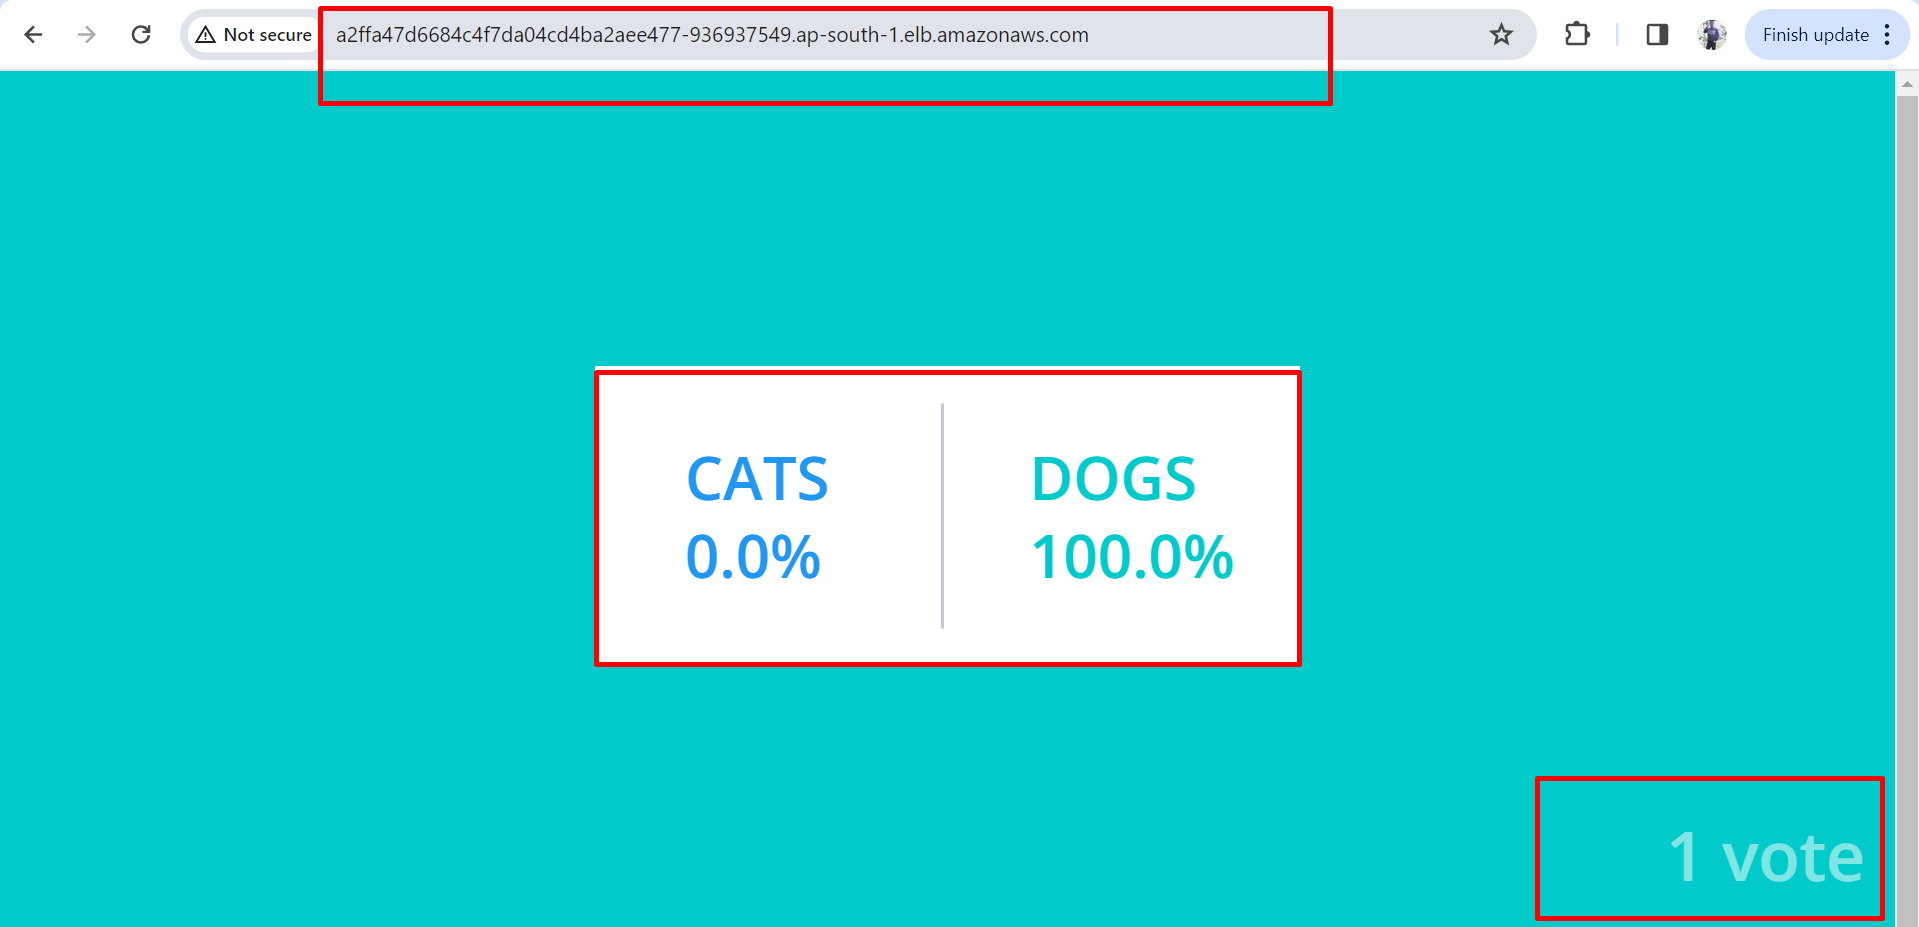 Not secure a2ffa47d6684c4f7da04cd4ba2aee477-936937549.ap-south-1.elb.amazonaws.com Finish update
CATS DOGS
0.0% 100.0%
1 vote